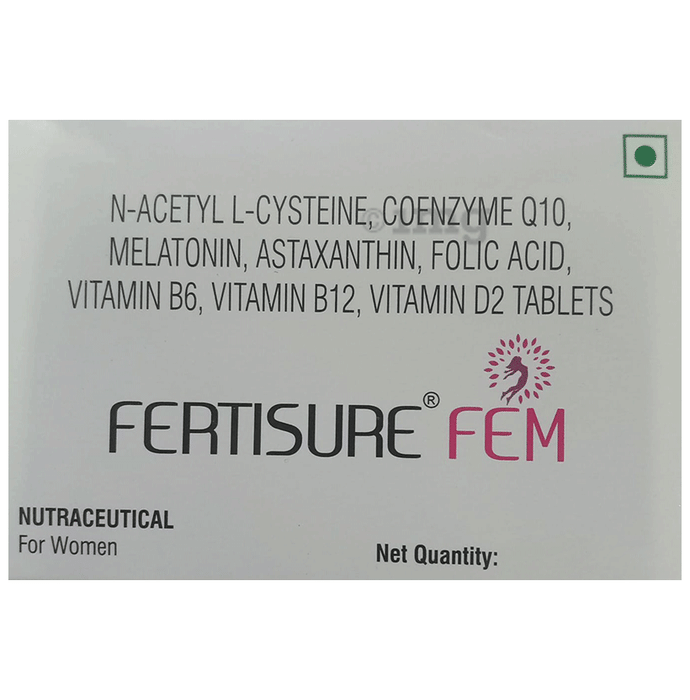 N-ACETYL L-CYSTEINE, COENZYME Q10,
MELATONIN, ASTAXANTHIN, FOLIC ACID,
VITAMIN B6, VITAMIN B12, VITAMIN D2 TABLETS
FERTISURE® FEM
NUTRACEUTICAL
For Women
Net Quantity: